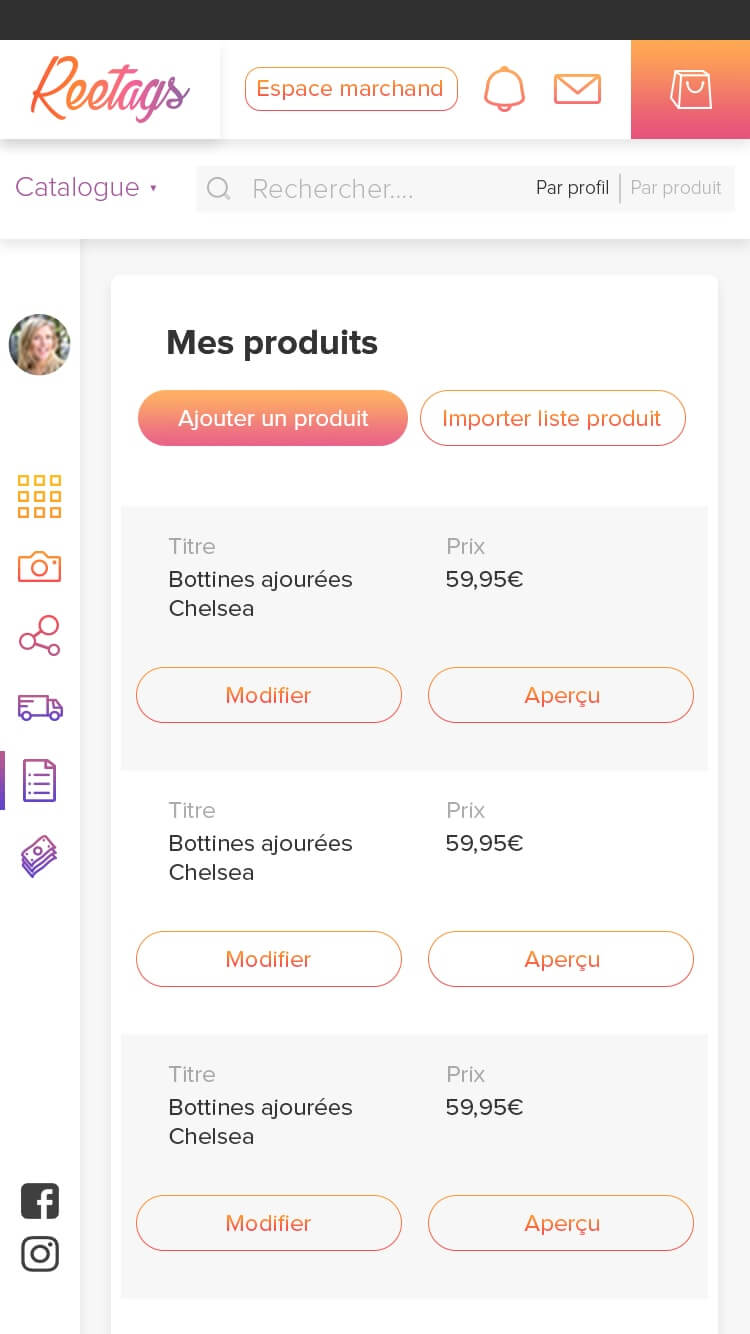 Reetags
Espace marchand
Catalogue
Rechercher....
Par profil
Par produit
Mes produits
Ajouter un produit
Importer liste produit
Titre
Prix
Bottines ajourées
59,95€
Chelsea
Modifier
Aperçu
Titre
Prix
Bottines ajourées
59,95€
Chelsea
Modifier
Aperçu
Titre
Prix
Bottines ajourées
59,95€
Chelsea
Modifier
Aperçu